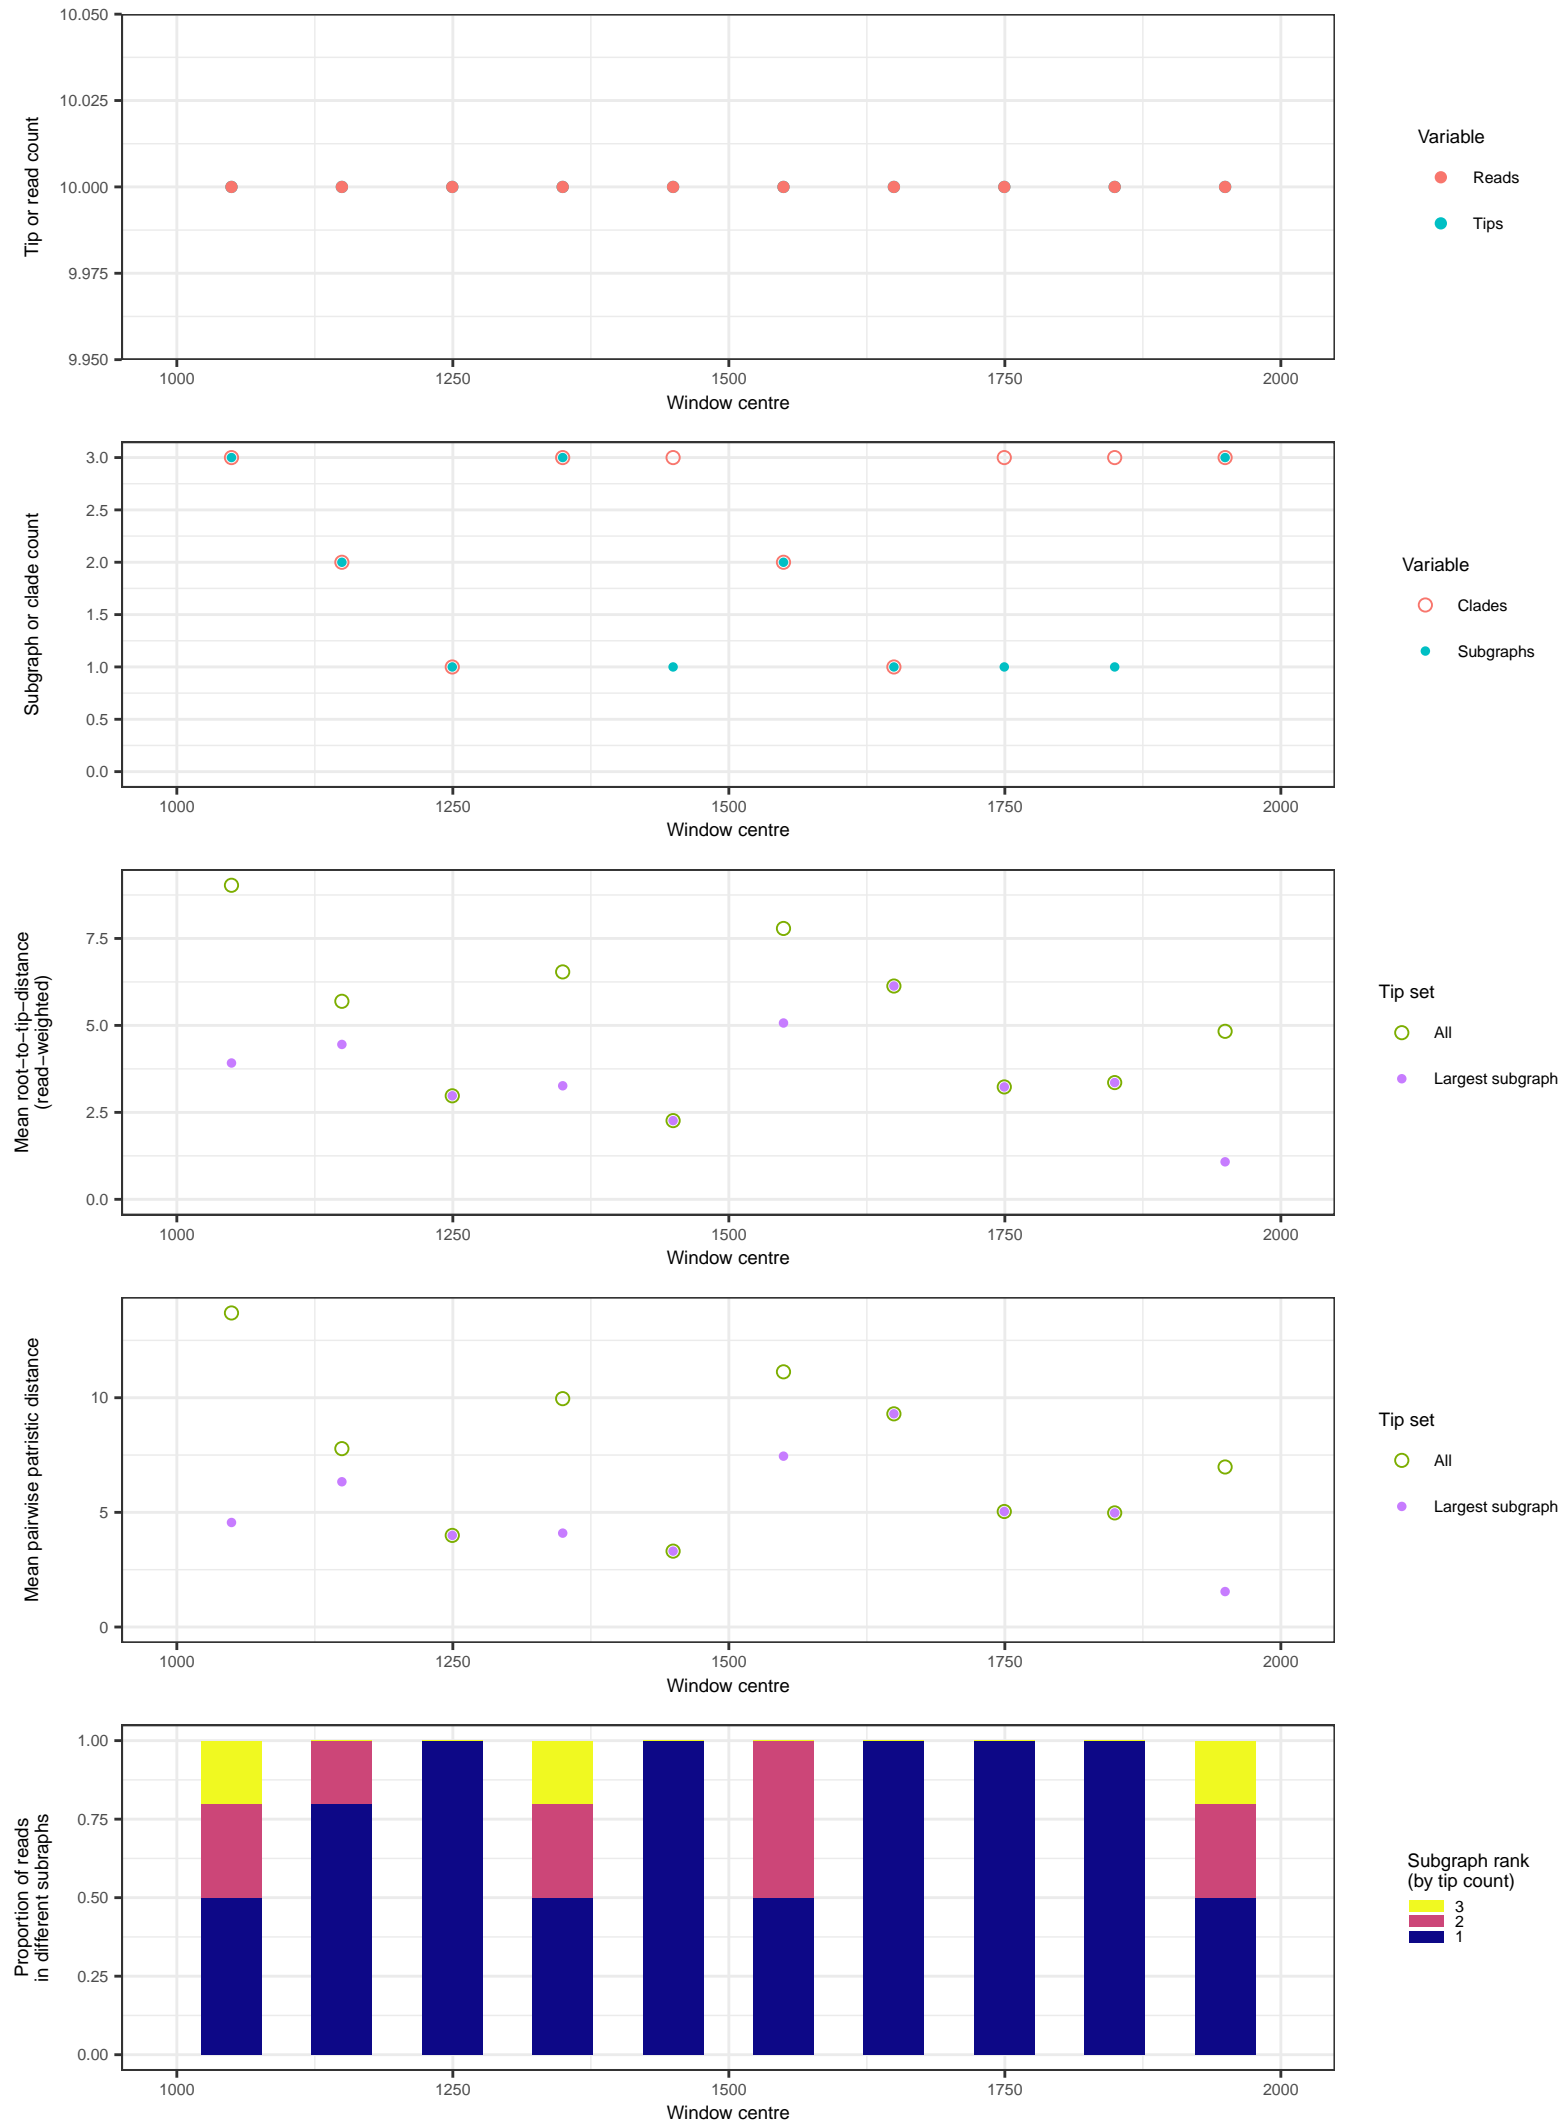 10.050
10.025
10.000
9.975
9.950
Tip or read count
1000 1250 1500 1750 2000
Window centre
Variable
Reads
Tips
3.0
2.5
2.0
1.5
1.0
0.5
0.0
Subgraph or clade count
1000 1250 1500 1750 2000
Window centre
Variable
Clades
Subgraphs
7.5
5.0
2.5
0.0
Mean root−to−tip−distance
(read−weighted)
1000 1250 1500 1750 2000
Window centre
Tip set
All
Largest subgraph
10
5
0
Mean pairwise patristic distance
1000 1250 1500 1750 2000
Window centre
Tip set
All
Largest subgraph
1.00
0.75
0.50
0.25
0.00
Proportion of reads
in different subraphs
1000 1250 1500 1750 2000
Window centre
Subgraph rank
(by tip count)
3
2
1